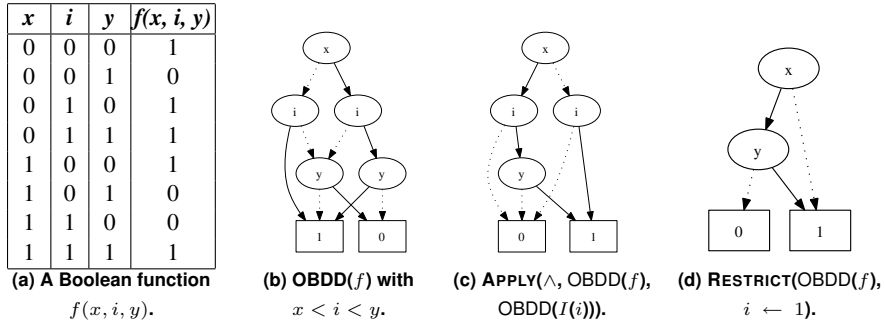 x i y f(x, i, y)
0 0 0 1
0 0 1 0
0 1 0 1
0 1 1 1
1 0 0 1
1 0 1 0
1 1 0 0
1 1 1 1
(a) A Boolean function
f(x, i, y).
x
i i
y y
1 0
(b) OBDD(f) with
x < i < y.
x
i i
y
0 1
(c) APPLY(∧, OBDD(f),
OBDD(I(i))).
x
y
0 1
(d) RESTRICT(OBDD(f),
i ← 1).